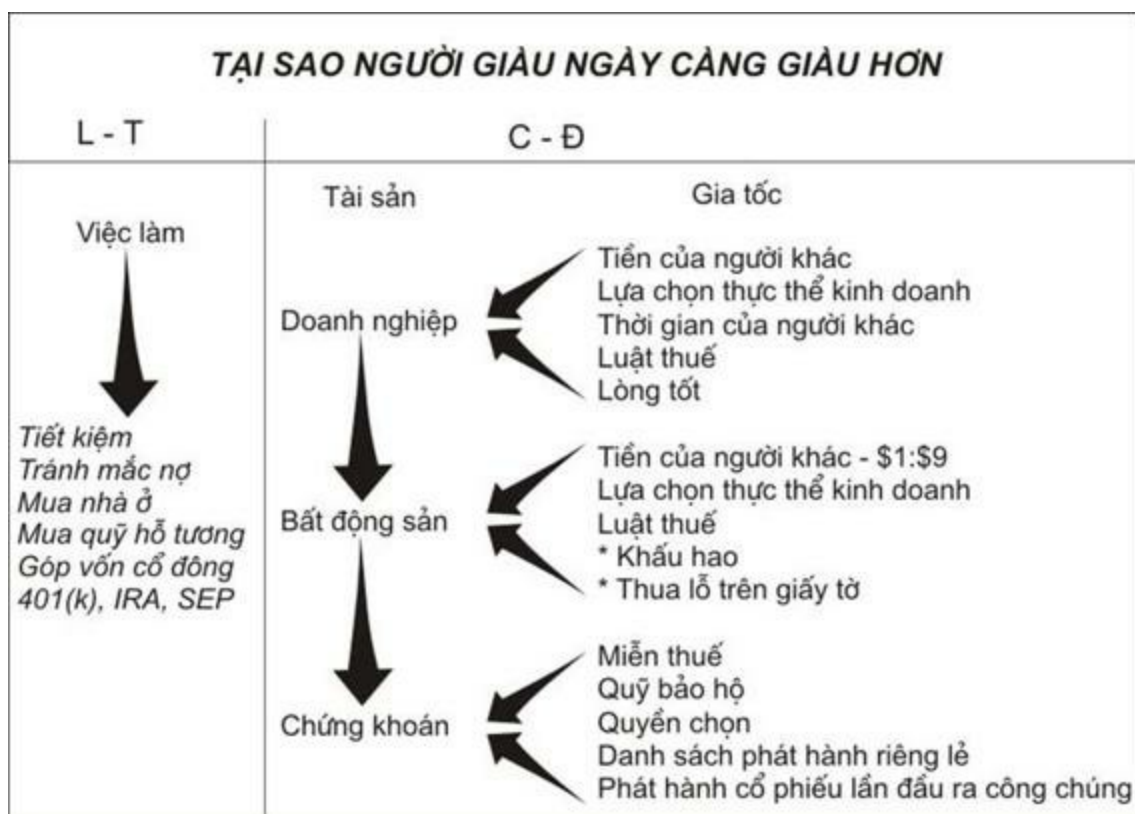 TẠI SAO NGƯỜI GIÀU NGÀY CÀNG GIÀU HƠN
L - T
C - Đ
Việc làm
Tiết kiệm
Tránh mắc nợ
Mua nhà ở
Mua quỹ hỗ tương
Góp vốn cổ đông
401(k), IRA, SEP
Tài sản
Gia tốc
Doanh nghiệp
Tiền của người khác
Lựa chọn thực thể kinh doanh
Thời gian của người khác
Luật thuế
Lòng tốt
Bất động sản
Tiền của người khác - $1:$9
Lựa chọn thực thể kinh doanh
Luật thuế
* Khấu hao
* Thua lỗ trên giấy tờ
Chứng khoán
Miễn thuế
Quỹ bảo hộ
Quyền chọn
Danh sách phát hành riêng lẻ
Phát hành cổ phiếu lần đầu ra công chúng